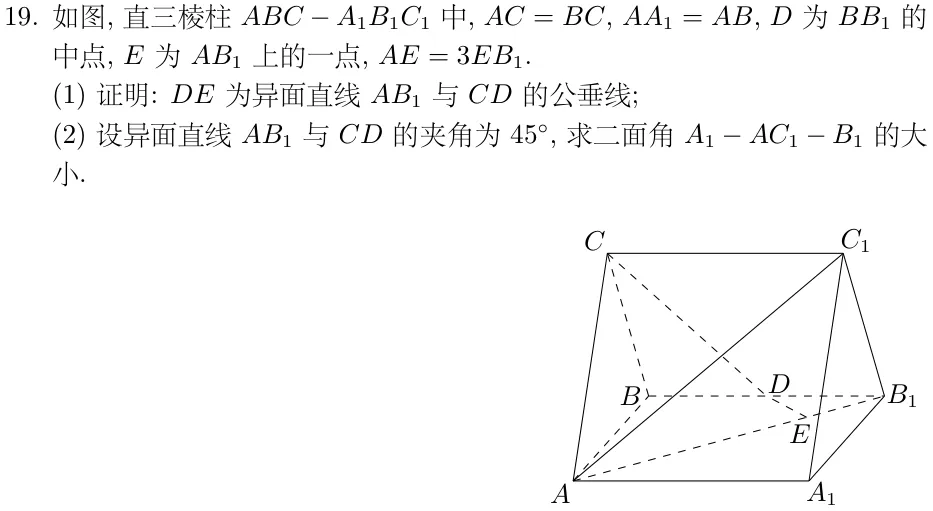 19. 如图, 直三棱柱 ABC − A₁B₁C₁ 中, AC = BC, AA₁ = AB, D 为 BB₁ 的
中点, E 为 AB₁ 上的一点, AE = 3EB₁.
(1) 证明: DE 为异面直线 AB₁ 与 CD 的公垂线;
(2) 设异面直线 AB₁ 与 CD 的夹角为 45°, 求二面角 A₁ − AC₁ − B₁ 的大
小.
C
C₁
B
D
B₁
E
A
A₁